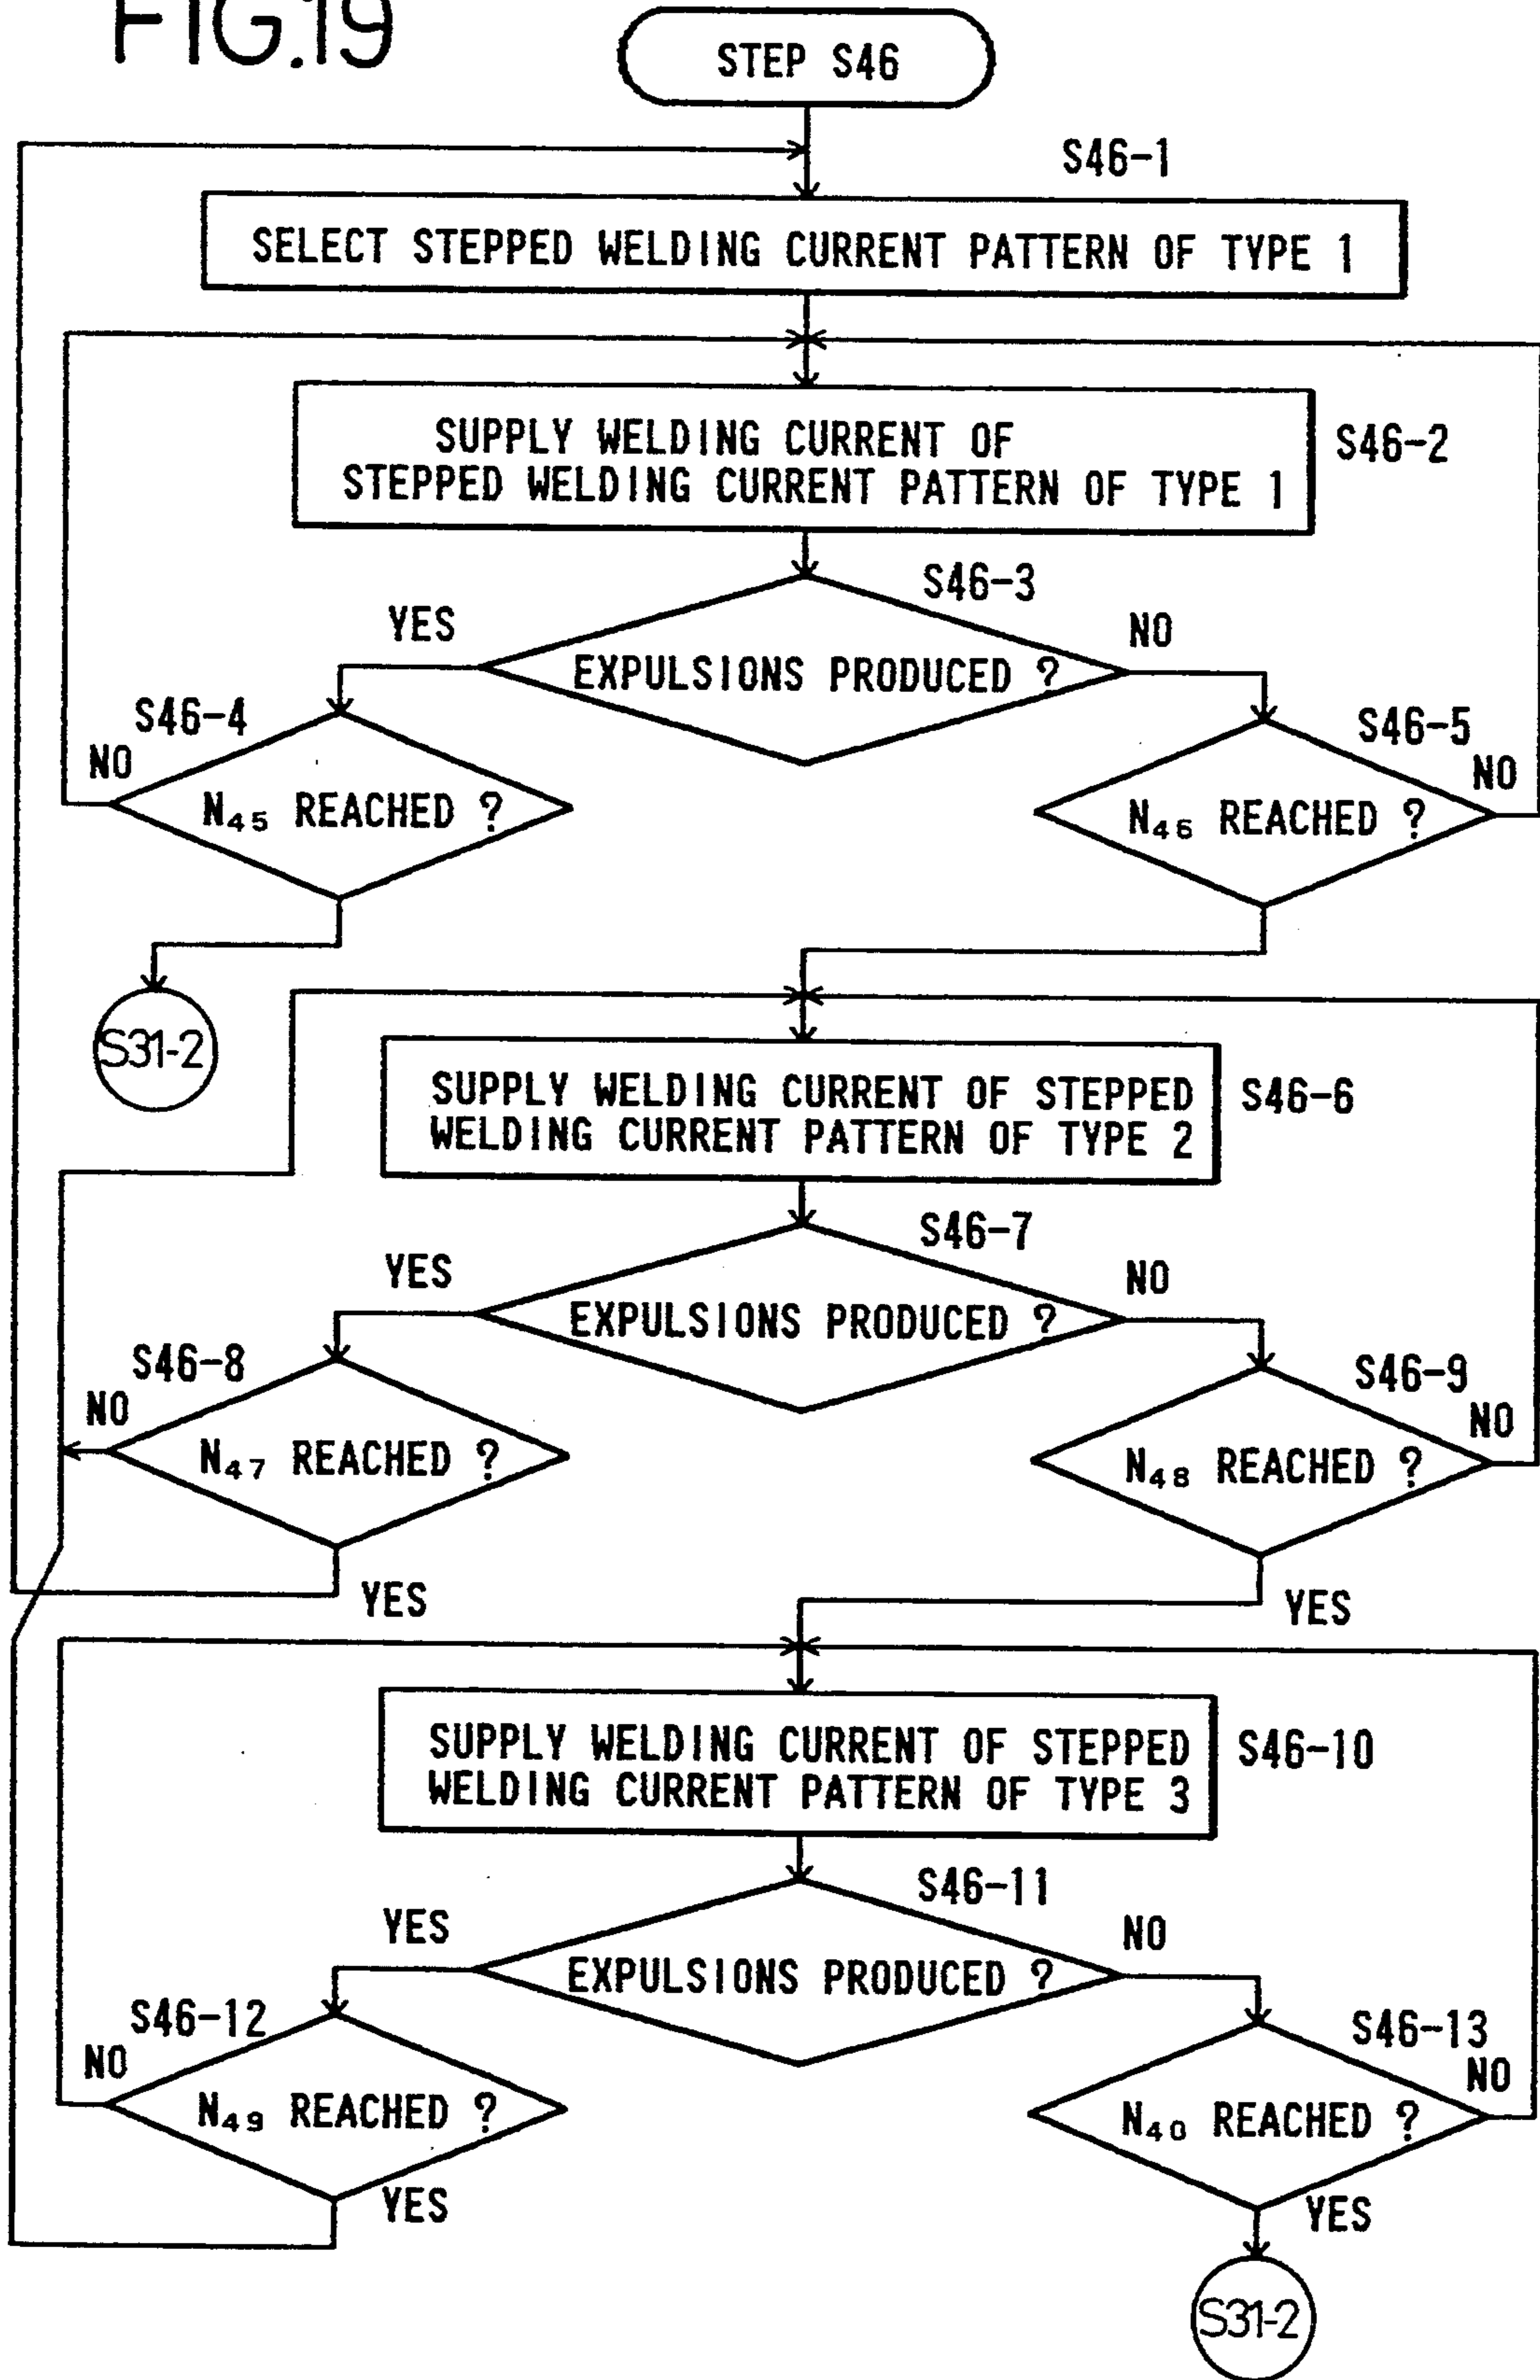 FIG.19
STEP S46
S46-1
SELECT STEPPED WELDING CURRENT PATTERN OF TYPE 1
SUPPLY WELDING CURRENT OF
STEPPED WELDING CURRENT PATTERN OF TYPE 1
S46-2
S46-3
YES
NO
EXPULSIONS PRODUCED ?
S46-4
NO
N₄₅ REACHED ?
S46-5
NO
N₄₆ REACHED ?
S31-2
SUPPLY WELDING CURRENT OF STEPPED
WELDING CURRENT PATTERN OF TYPE 2
S46-6
S46-7
YES
NO
EXPULSIONS PRODUCED ?
S46-8
NO
N₄₇ REACHED ?
YES
S46-9
NO
N₄₈ REACHED ?
YES
SUPPLY WELDING CURRENT OF STEPPED
WELDING CURRENT PATTERN OF TYPE 3
S46-10
S46-11
YES
NO
EXPULSIONS PRODUCED ?
S46-12
NO
N₄₉ REACHED ?
YES
S46-13
NO
N₄₀ REACHED ?
YES
S31-2